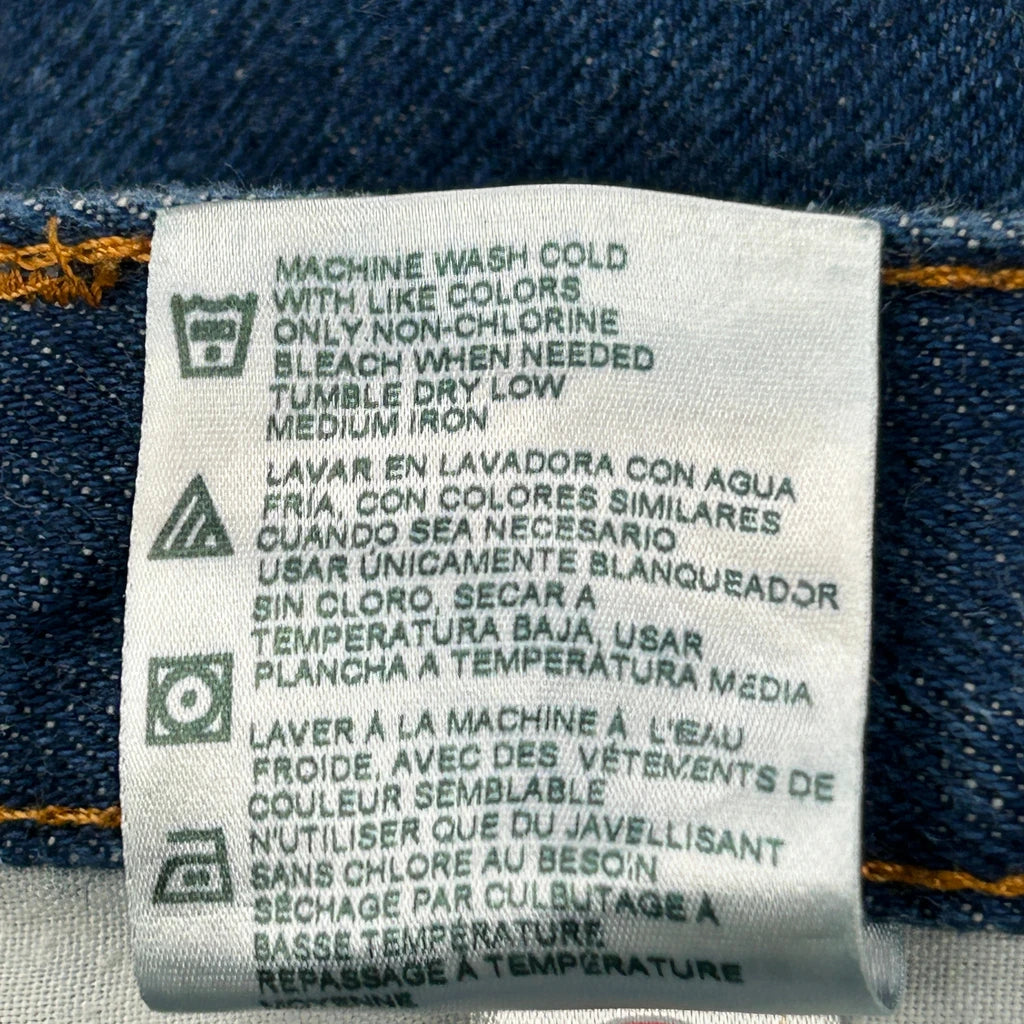 MACHINE WASH COLD
WITH LIKE COLORS
ONLY NON-CHLORINE
BLEACH WHEN NEEDED
TUMBLE DRY LOW
MEDIUM IRON
LAVAR EN LAVADORA CON AGUA
FRIA, CON COLORES SIMILARES
CUANDO SEA NECESARIO
USAR ÚNICAMENTE BLANQUEADOR
SIN CLORO, SECAR A
TEMPERATURA BAJA, USAR
PLANCHA A TEMPERATURA MEDIA
LAVER À LA MACHINE À L'EAU
FROIDE, AVEC DES VÊTEMENTS DE
COULEUR SEMBLABLE
N'UTILISER QUE DU JAVELLISANT
SANS CHLORE AU BESOIN
SÉCHAGE PAR CULBUTAGE À
BASSE TEMPÉRATURE
REPASSAGE À TEMPÉRATURE
MOYENNE